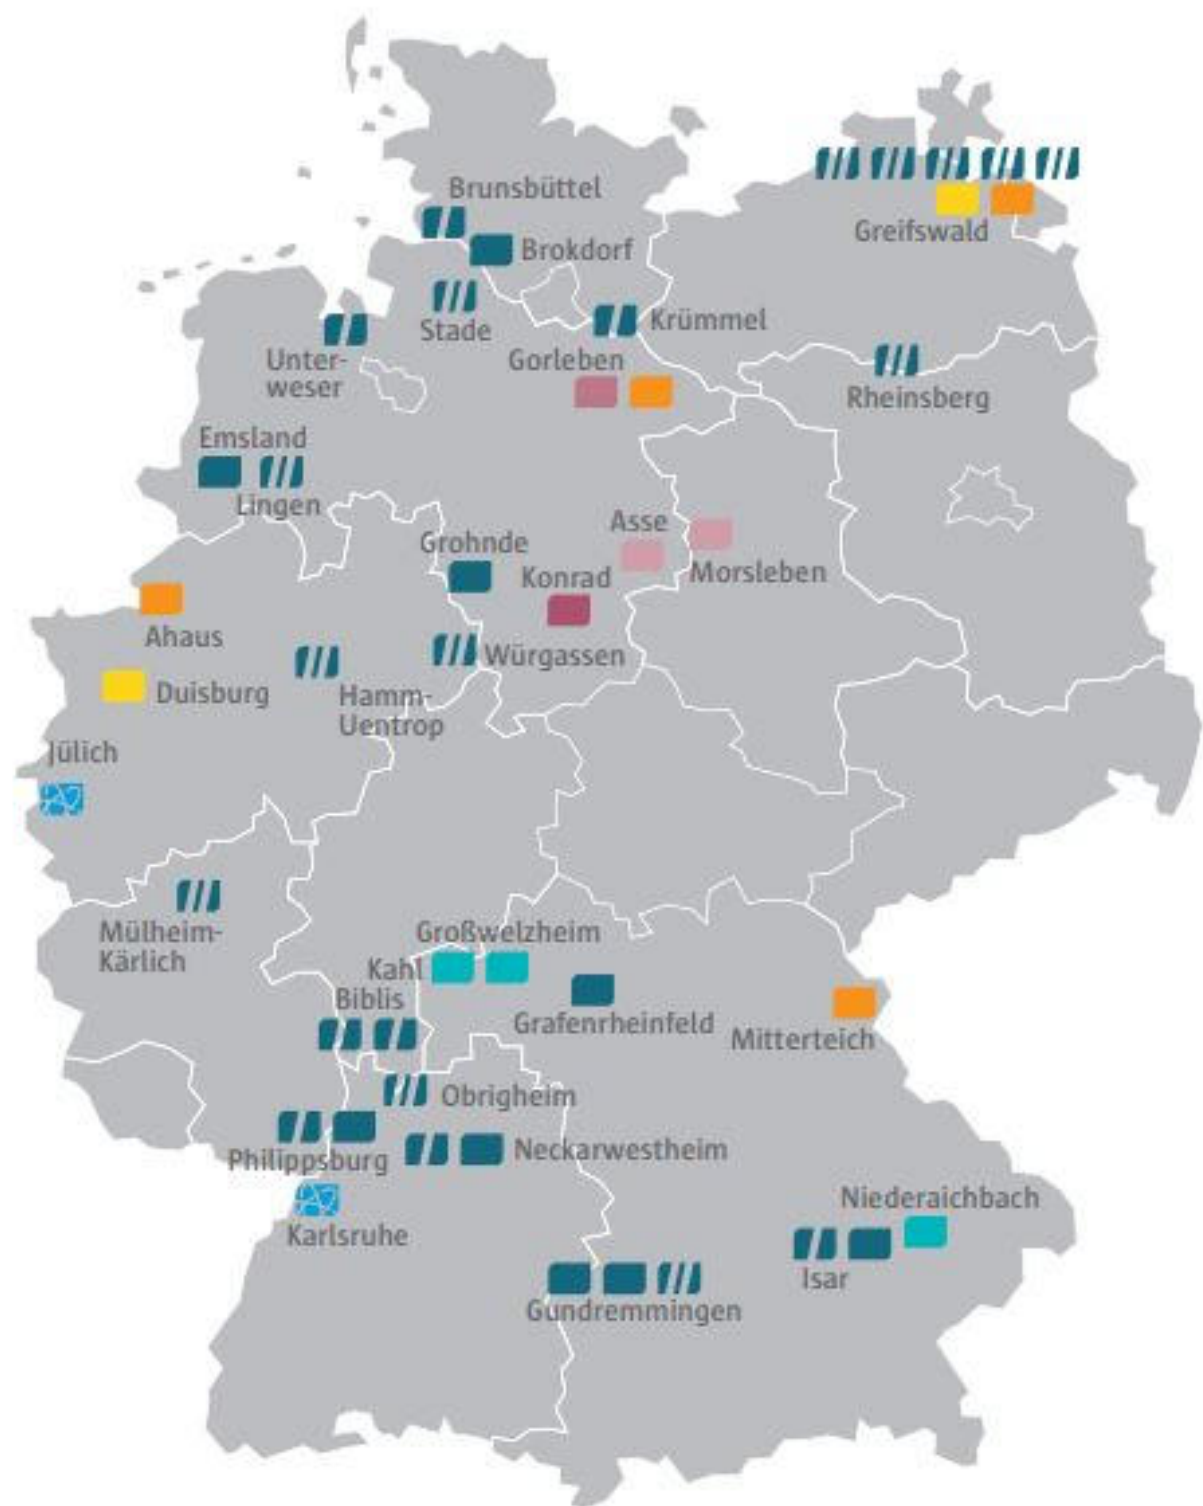 Brunsbüttel
Greifswald
Brokdorf
Stade
Krümmel
Unter-
weser
Gorleben
Rheinsberg
Emsland
Lingen
Asse
Grohnde
Konrad
Morsleben
Ahaus
Würgassen
Duisburg
Hamm-
Uentrop
Jülich
Mülheim-
Kärlich
Großwelzheim
Kahl
Biblis
Grafenrheinfeld
Mitterteich
Obrigheim
Philippsburg
Neckarwestheim
Niederaichbach
Karlsruhe
Isar
Gundremmingen